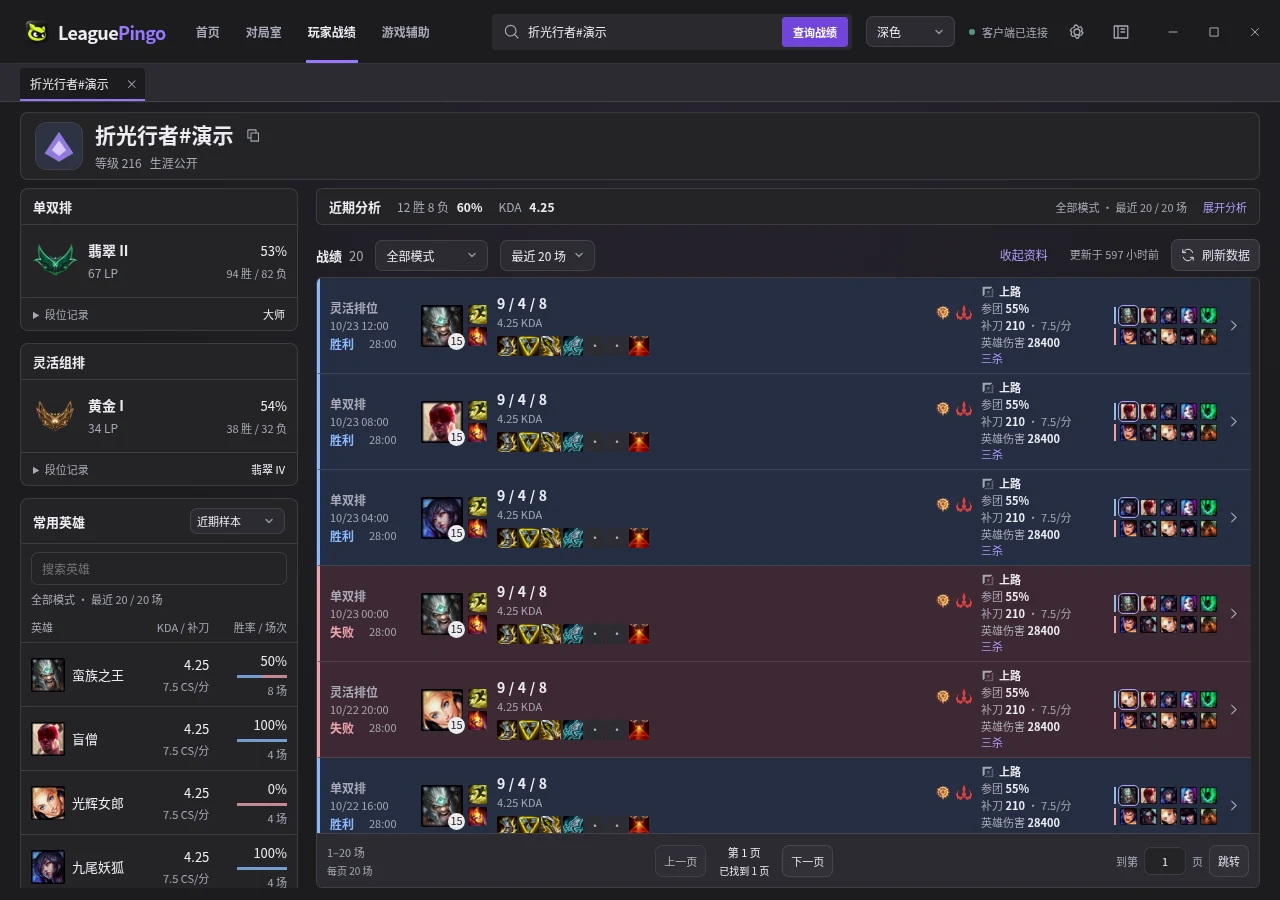 LeaguePingo 首页 对局室 玩家战绩 游戏辅助 折光行者#演示 查询战绩 深色 客户端已连接
折光行者#演示
折光行者#演示
等级 216 生涯公开
单双排
翡翠 II 53%
67 LP 94 胜 / 82 负
段位记录 大师
灵活组排
黄金 I 54%
34 LP 38 胜 / 32 负
段位记录 翡翠 IV
常用英雄 近期样本
搜索英雄
全部模式 · 最近 20 / 20 场
英雄 KDA / 补刀 胜率 / 场次
蛮族之王 4.25 50%
7.5 CS/分 8 场
盲僧 4.25 100%
7.5 CS/分 4 场
光辉女郎 4.25 0%
7.5 CS/分 4 场
九尾妖狐 4.25 100%
7.5 CS/分 4 场
近期分析 12 胜 8 负 60% KDA 4.25 全部模式 · 最近 20 / 20 场 展开分析
战绩 20 全部模式 最近 20 场 收起资料 更新于 597 小时前 刷新数据
灵活排位
10/23 12:00
胜利 28:00
15
9 / 4 / 8
4.25 KDA
上路
参团 55%
补刀 210 · 7.5/分
英雄伤害 28400
三杀
单双排
10/23 08:00
胜利 28:00
15
9 / 4 / 8
4.25 KDA
上路
参团 55%
补刀 210 · 7.5/分
英雄伤害 28400
三杀
单双排
10/23 04:00
胜利 28:00
15
9 / 4 / 8
4.25 KDA
上路
参团 55%
补刀 210 · 7.5/分
英雄伤害 28400
三杀
单双排
10/23 00:00
失败 28:00
15
9 / 4 / 8
4.25 KDA
上路
参团 55%
补刀 210 · 7.5/分
英雄伤害 28400
三杀
灵活排位
10/22 20:00
失败 28:00
15
9 / 4 / 8
4.25 KDA
上路
参团 55%
补刀 210 · 7.5/分
英雄伤害 28400
三杀
单双排
10/22 16:00
胜利 28:00
15
9 / 4 / 8
4.25 KDA
上路
参团 55%
补刀 210 · 7.5/分
英雄伤害 28400
1–20 场
每页 20 场
上一页
第 1 页
已找到 1 页
下一页
到第 1 页 跳转